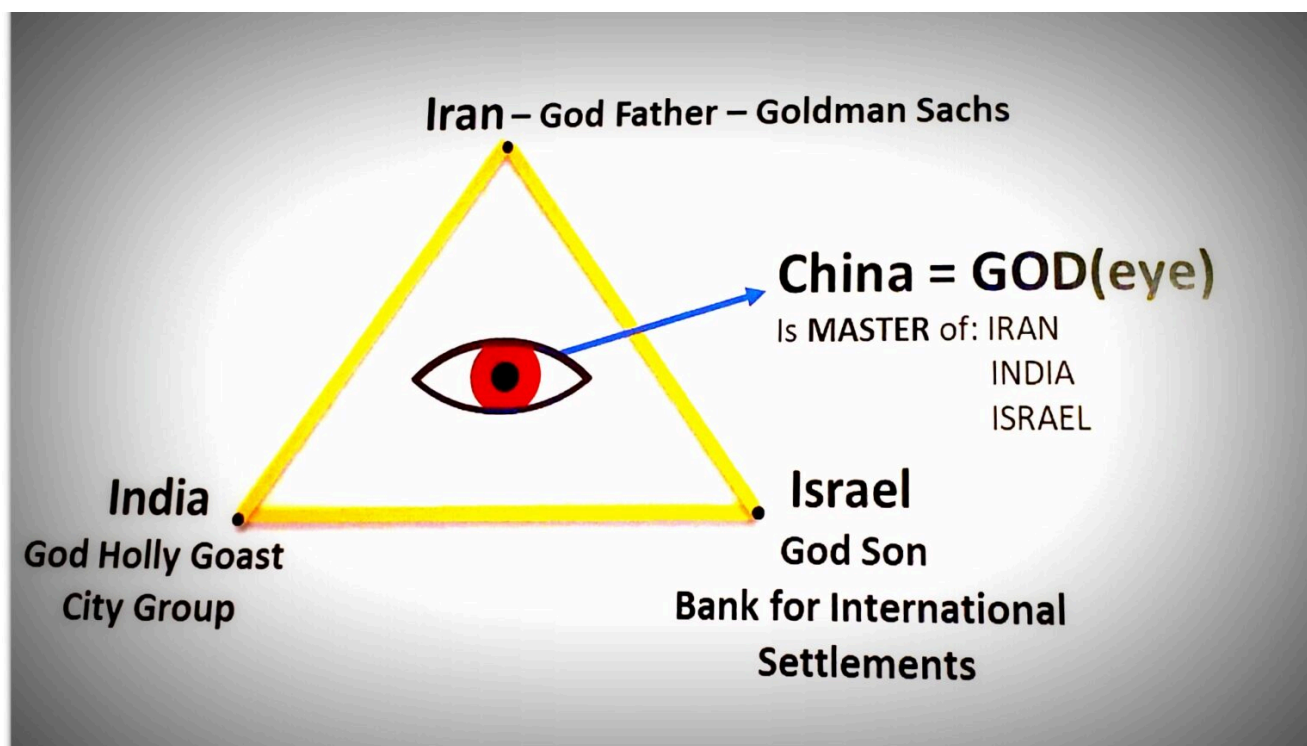 Iran – God Father – Goldman Sachs
China = GOD(eye)
Is MASTER of: IRAN
INDIA
ISRAEL
India
God Holly Goast
City Group
Israel
God Son
Bank for International
Settlements